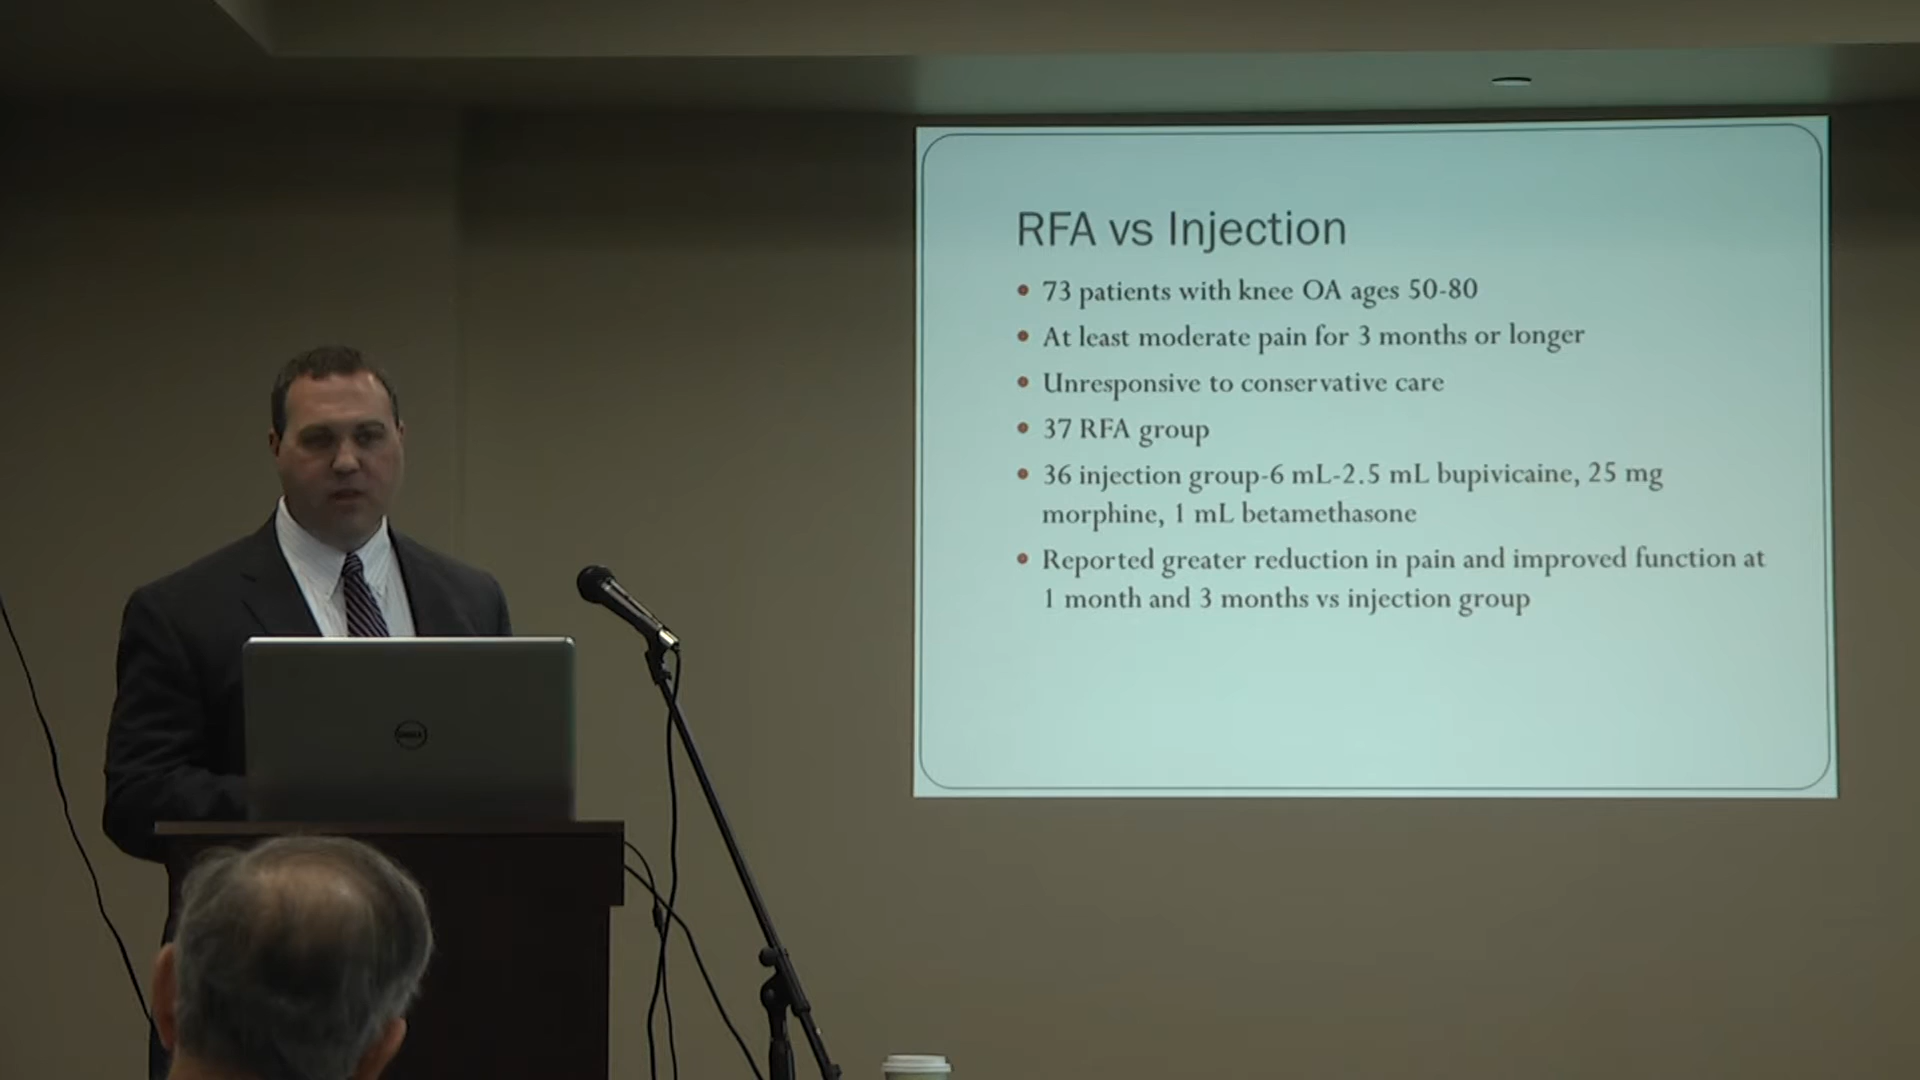 RFA vs Injection
73 patients with knee OA ages 50-80
At least moderate pain for 3 months or longer
Unresponsive to conservative care
37 RFA group
36 injection group-6 mL-2.5 mL bupivicaine, 25 mg
morphine, 1 mL betamethasone
Reported greater reduction in pain and improved function at
1 month and 3 months vs injection group
DELL